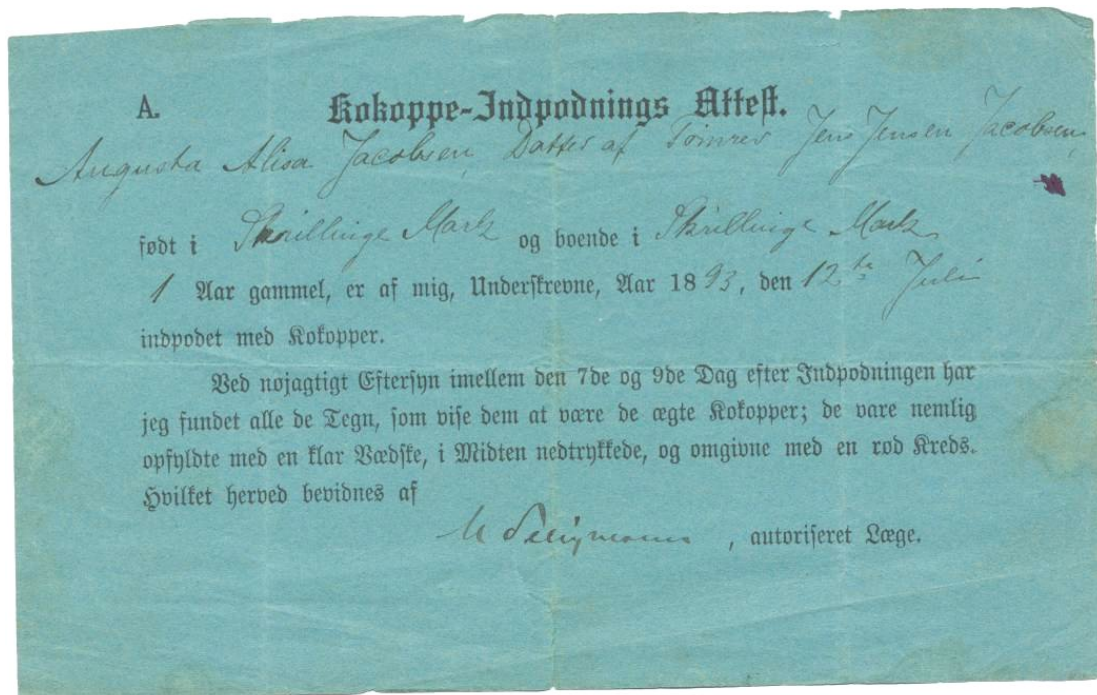 A. Kokoppe-Indpodnings Attest.
Augusta Alisa Jacobsen, Datter af Tømrer Jens Jensen Jacobsen,
født i Skrillinge Mark og boende i Skrillinge Mark
1 Aar gammel, er af mig, Underskrevne, Aar 1893, den 12te Juli
indpodet med Kokopper.
Ved nøjagtigt Eftersyn imellem den 7de og 9de Dag efter Indpodningen har
jeg fundet alle de Tegn, som vise dem at være de ægte Kokopper; de vare nemlig
opfyldte med en klar Vædske, i Midten nedtrykkede, og omgivne med en rød Kreds.
Hvilket herved bevidnes af
, autoriseret Læge.